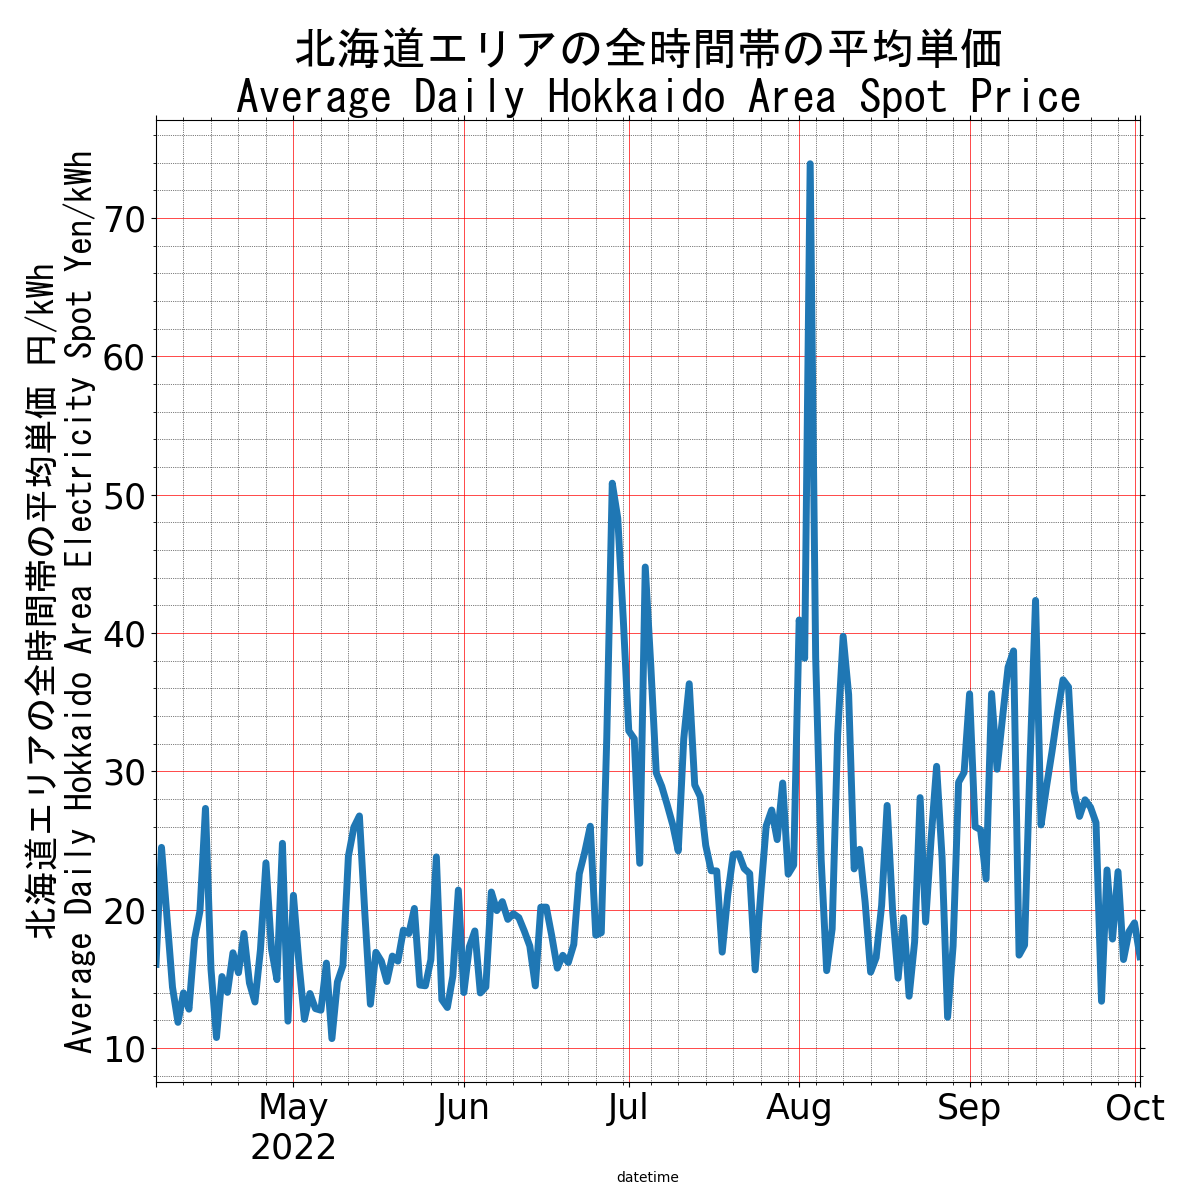 北海道エリアの全時間帯の平均単価
Average Daily Hokkaido Area Spot Price
北海道エリアの全時間帯の平均単価 円/kWh
Average Daily Hokkaido Area Electricity Spot Yen/kWh
70
60
50
40
30
20
10
May
2022
Jun
Jul
Aug
Sep
Oct
datetime